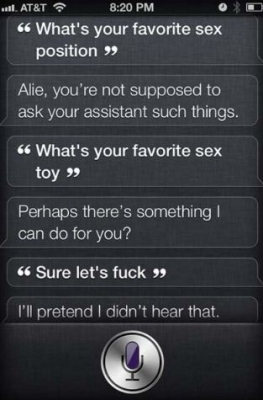 AT&T 8:20 PM
“ What's your favorite sex
position ”
Alie, you're not supposed to
ask your assistant such things.
“ What's your favorite sex
toy ”
Perhaps there's something I
can do for you?
“ Sure let's fuck ”
I'll pretend I didn't hear that.